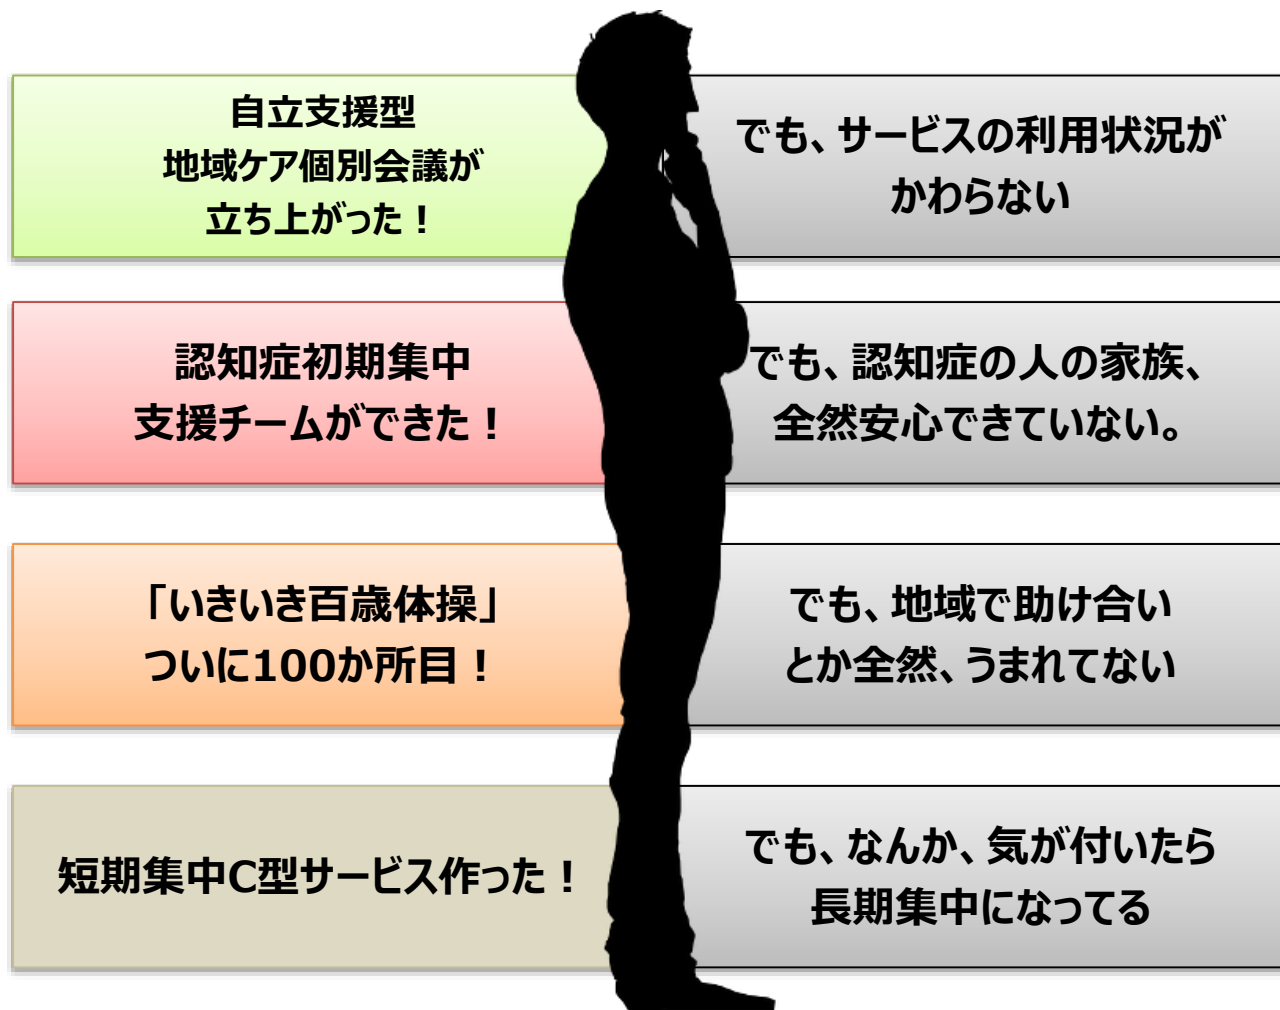 自立支援型
地域ケア個別会議が
立ち上がった！
でも、サービスの利用状況が
かわらない
認知症初期集中
支援チームができた！
でも、認知症の人の家族、
全然安心できていない。
「いきいき百歳体操」
ついに100か所目！
でも、地域で助け合い
とか全然、うまれてない
短期集中C型サービス作った！
でも、なんか、気が付いたら
長期集中になってる